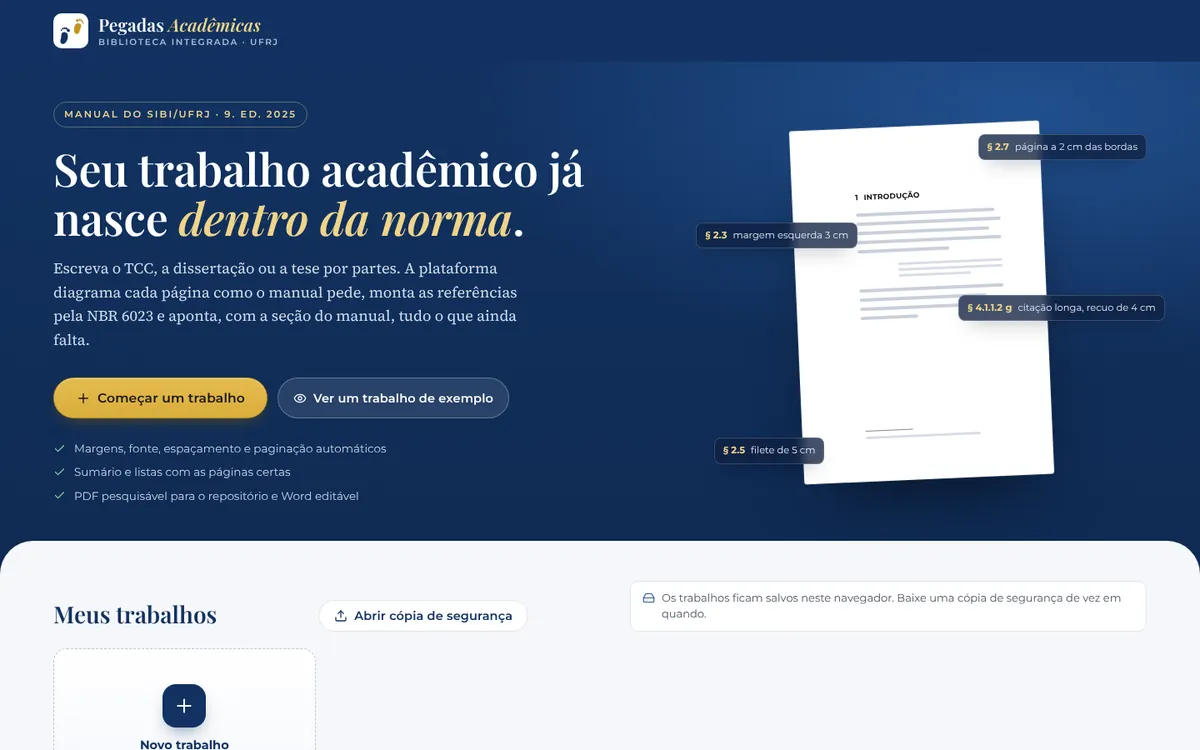 Pegadas Acadêmicas
BIBLIOTECA INTEGRADA · UFRJ
MANUAL DO SIBI/UFRJ · 9. ED. 2025
Seu trabalho acadêmico já
nasce dentro da norma.
Escreva o TCC, a dissertação ou a tese por partes. A plataforma
diagrama cada página como o manual pede, monta as referências
pela NBR 6023 e aponta, com a seção do manual, tudo o que ainda
falta.
Começar um trabalho
Ver um trabalho de exemplo
Margens, fonte, espaçamento e paginação automáticos
Sumário e listas com as páginas certas
PDF pesquisável para o repositório e Word editável
§ 2.7 página a 2 cm das bordas
1 INTRODUÇÃO
§ 2.3 margem esquerda 3 cm
§ 4.1.1.2 g citação longa, recuo de 4 cm
§ 2.5 filete de 5 cm
Meus trabalhos
Abrir cópia de segurança
Os trabalhos ficam salvos neste navegador. Baixe uma cópia de segurança de vez em
quando.
Novo trabalho